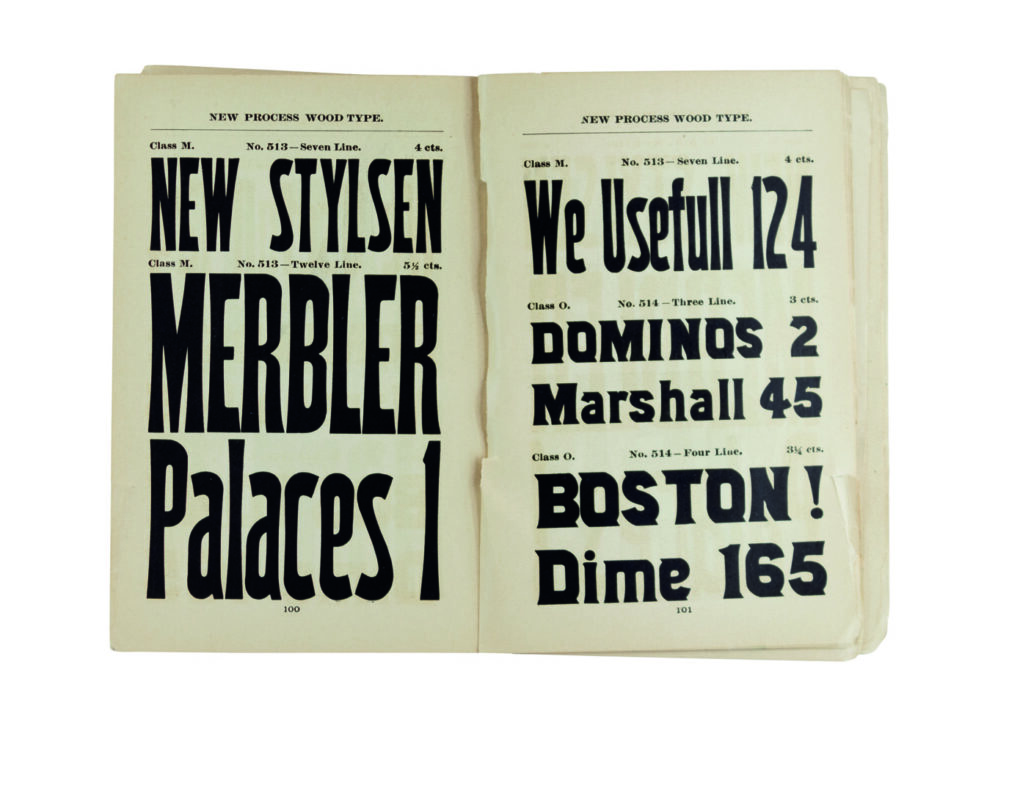 NEW PROCESS WOOD TYPE.
Class M. No. 513—Seven Line. 4 cts.
NEW STYLSEN
Class M. No. 513—Twelve Line. 5½ cts.
MERBLER
Palaces 1
100
NEW PROCESS WOOD TYPE.
Class M. No. 513—Seven Line. 4 cts.
We Usefull 124
Class O. No. 514—Three Line. 3 cts.
DOMINOS 2
Marshall 45
Class O. No. 514—Four Line. 3¼ cts.
BOSTON!
Dime 165
101